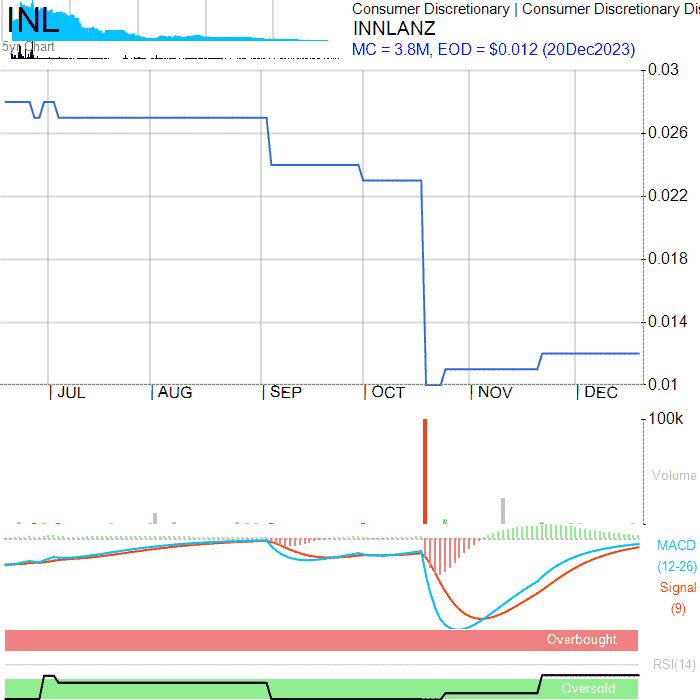 INL
5yr Chart
Consumer Discretionary | Consumer Discretionary Dis
INNLANZ
MC = 3.8M, EOD = $0.012 (20Dec2023)
0.03
0.026
0.022
0.018
0.014
0.01
JUL AUG SEP OCT NOV DEC
100k
Volume
MACD
(12-26)
Signal
(9)
Overbought
RSI(14)
Oversold